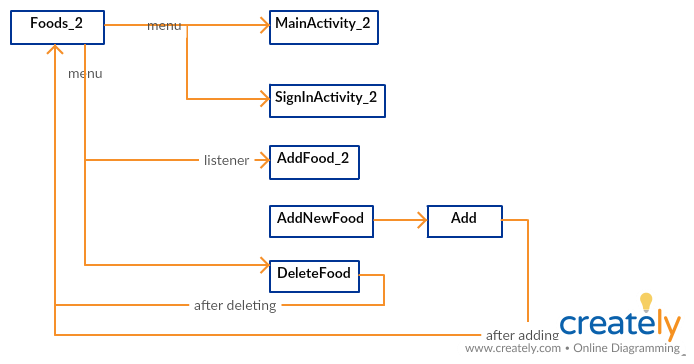 Foods_2
menu
MainActivity_2
menu
SignInActivity_2
listener
AddFood_2
AddNewFood
Add
DeleteFood
after deleting
after adding
creately
www.creately.com • Online Diagramming